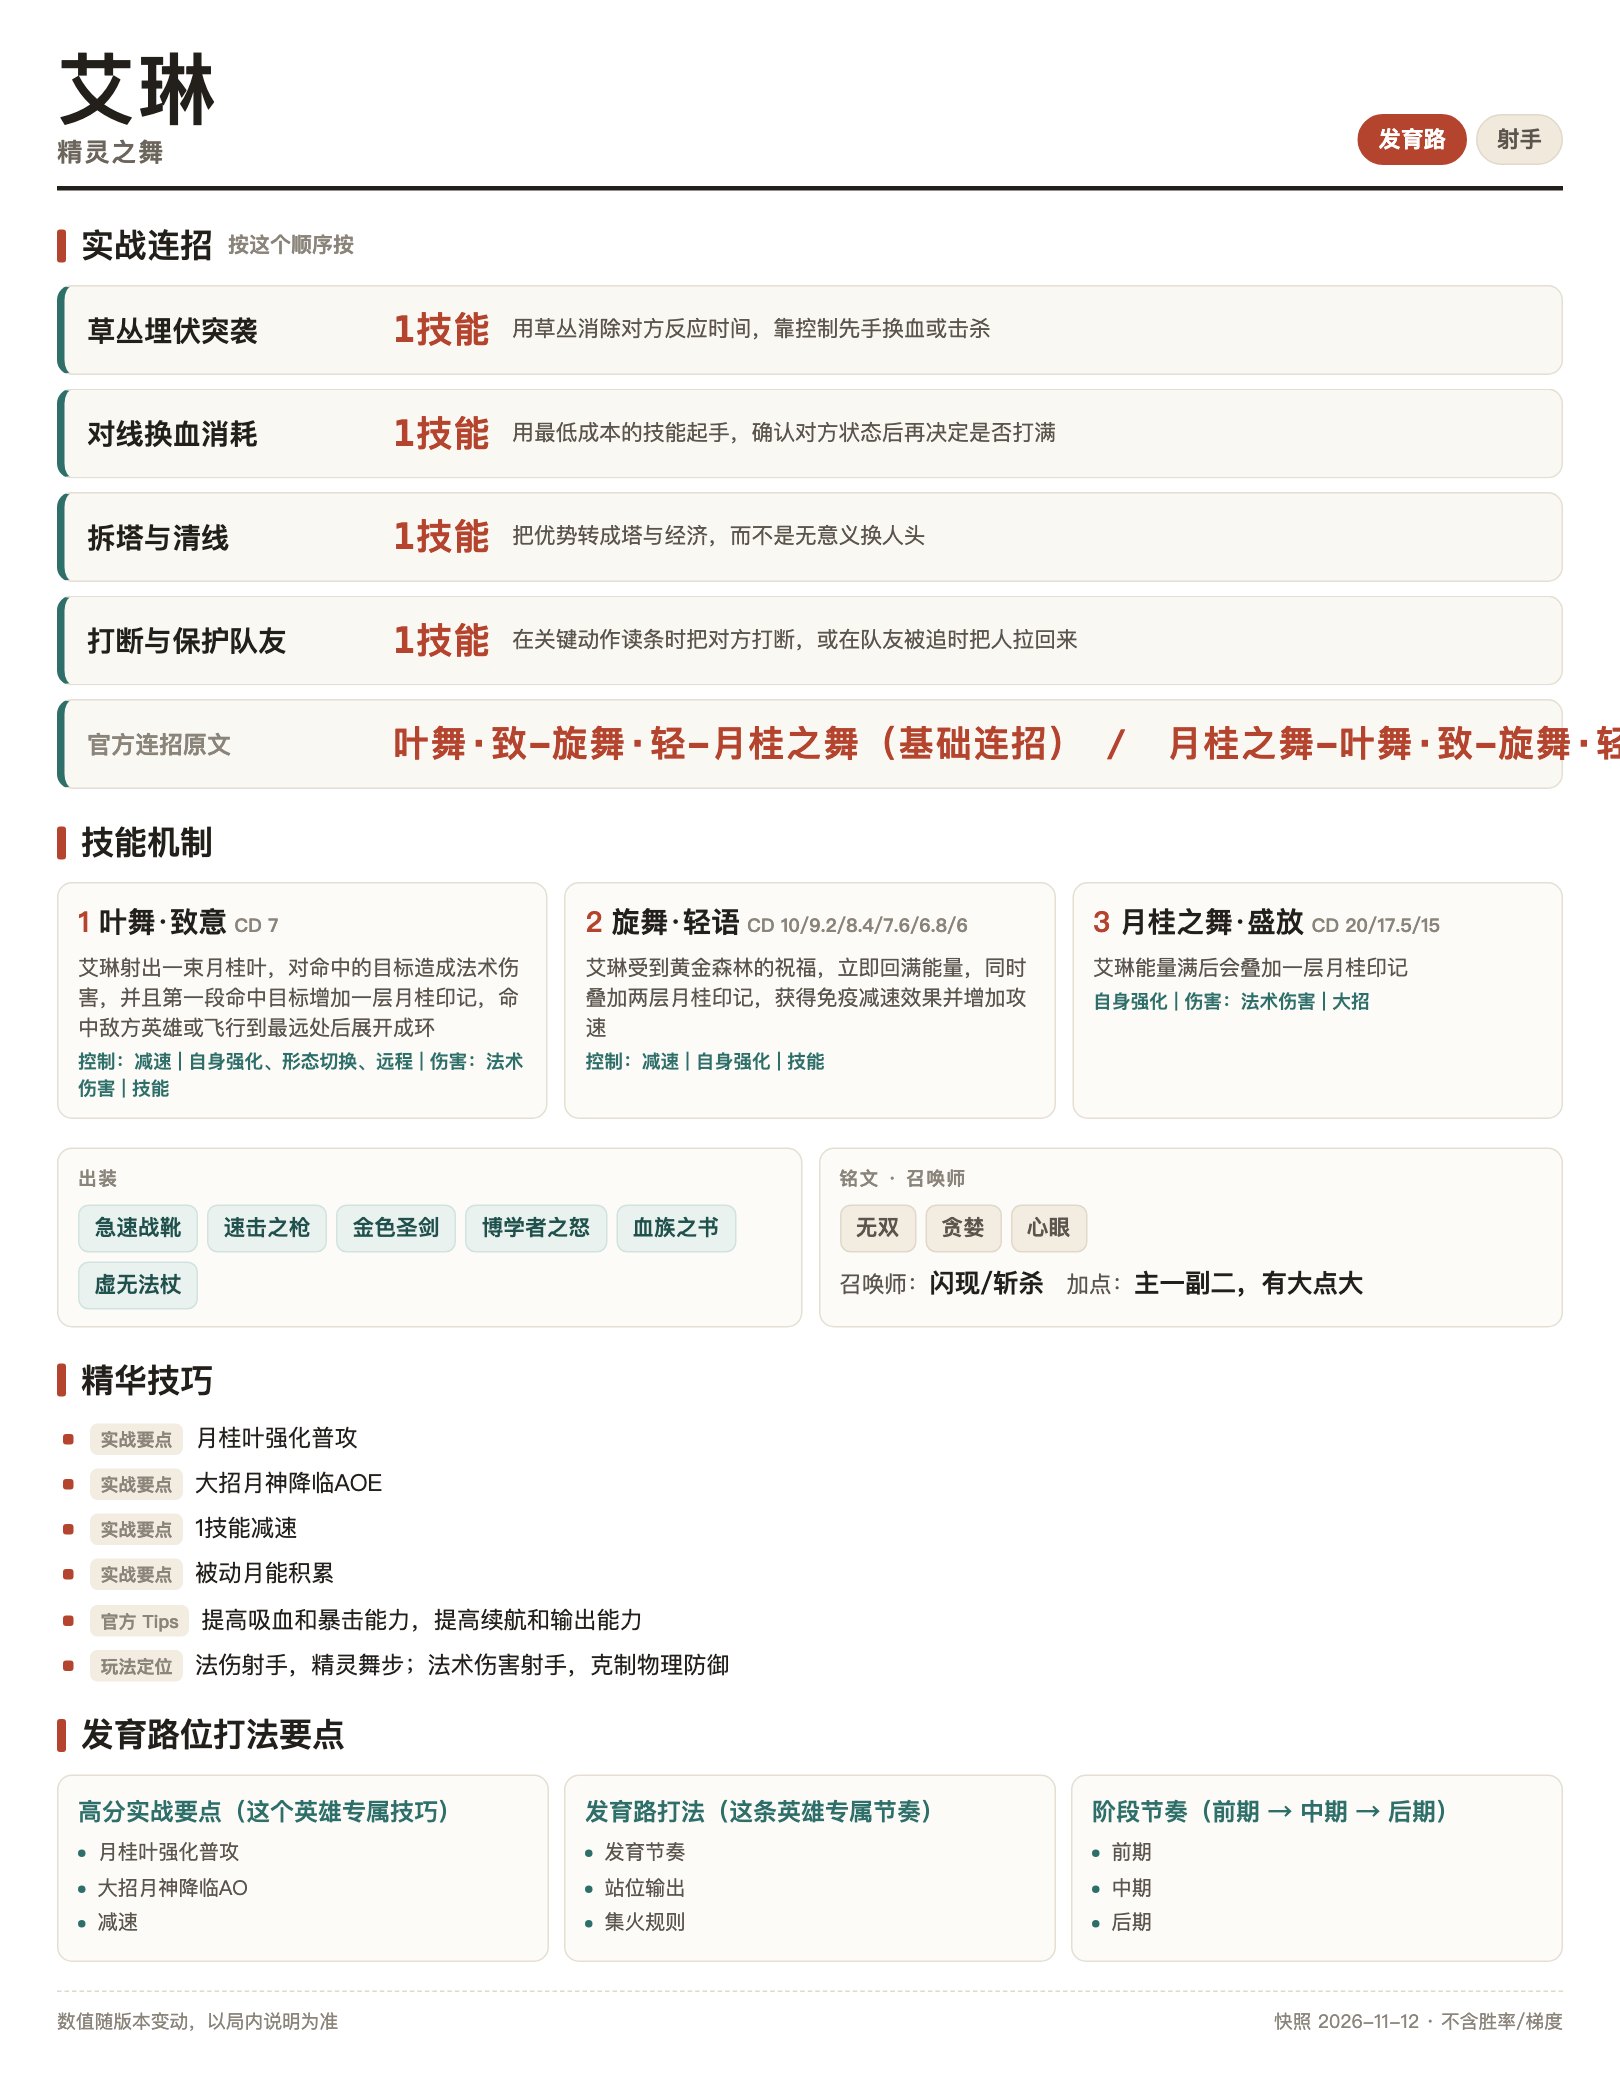 艾琳
精灵之舞
发育路 射手
实战连招 按这个顺序按
草丛埋伏突袭 1技能 用草丛消除对方反应时间，靠控制先手换血或击杀
对线换血消耗 1技能 用最低成本的技能起手，确认对方状态后再决定是否打满
拆塔与清线 1技能 把优势转成塔与经济，而不是无意义换人头
打断与保护队友 1技能 在关键动作读条时把对方打断，或在队友被追时把人拉回来
官方连招原文 叶舞·致–旋舞·轻–月桂之舞（基础连招） / 月桂之舞–叶舞·致–旋舞·轻
技能机制
1 叶舞·致意 CD 7
艾琳射出一束月桂叶，对命中的目标造成法术伤
害，并且第一段命中目标增加一层月桂印记，命
中敌方英雄或飞行到最远处后展开成环
控制：减速 | 自身强化、形态切换、远程 | 伤害：法术
伤害 | 技能
2 旋舞·轻语 CD 10/9.2/8.4/7.6/6.8/6
艾琳受到黄金森林的祝福，立即回满能量，同时
叠加两层月桂印记，获得免疫减速效果并增加攻
速
控制：减速 | 自身强化 | 技能
3 月桂之舞·盛放 CD 20/17.5/15
艾琳能量满后会叠加一层月桂印记
自身强化 | 伤害：法术伤害 | 大招
出装
急速战靴 速击之枪 金色圣剑 博学者之怒 血族之书
虚无法杖
铭文 · 召唤师
无双 贪婪 心眼
召唤师：闪现/斩杀 加点：主一副二，有大点大
精华技巧
实战要点 月桂叶强化普攻
实战要点 大招月神降临AOE
实战要点 1技能减速
实战要点 被动月能积累
官方 Tips 提高吸血和暴击能力，提高续航和输出能力
玩法定位 法伤射手，精灵舞步；法术伤害射手，克制物理防御
发育路位打法要点
高分实战要点（这个英雄专属技巧）
月桂叶强化普攻
大招月神降临AO
减速
发育路打法（这条英雄专属节奏）
发育节奏
站位输出
集火规则
阶段节奏（前期 → 中期 → 后期）
前期
中期
后期
数值随版本变动，以局内说明为准
快照 2026–11–12 · 不含胜率/梯度